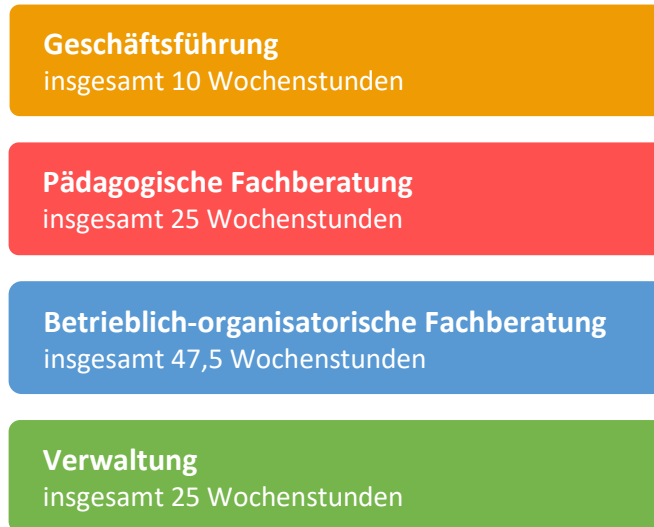 Geschäftsführung
insgesamt 10 Wochenstunden
Pädagogische Fachberatung
insgesamt 25 Wochenstunden
Betrieblich-organisatorische Fachberatung
insgesamt 47,5 Wochenstunden
Verwaltung
insgesamt 25 Wochenstunden